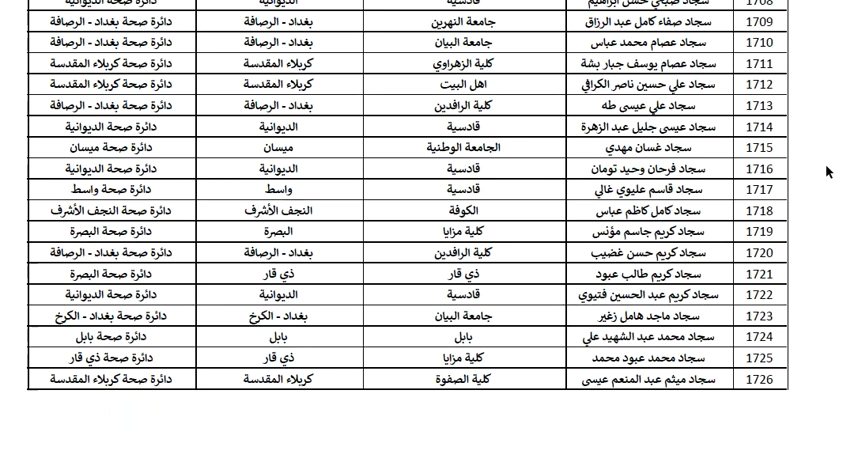 1708 سجاد صبحي حسن ابراهيم قادسية الديوانية دائرة صحة الديوانية
1709 سجاد صفاء كامل عبد الرزاق جامعة النهرين بغداد - الرصافة دائرة صحة بغداد - الرصافة
1710 سجاد عصام محمد عباس جامعة البيان بغداد - الرصافة دائرة صحة بغداد - الرصافة
1711 سجاد عصام يوسف جبار بشة كلية الزهراوي كربلاء المقدسة دائرة صحة كربلاء المقدسة
1712 سجاد علي حسين ناصر الكرافي اهل البيت كربلاء المقدسة دائرة صحة كربلاء المقدسة
1713 سجاد علي عيسى طه كلية الرافدين بغداد - الرصافة دائرة صحة بغداد - الرصافة
1714 سجاد عيسى جليل عبد الزهرة قادسية الديوانية دائرة صحة الديوانية
1715 سجاد غسان مهدي الجامعة الوطنية ميسان دائرة صحة ميسان
1716 سجاد فرحان وحيد تومان قادسية الديوانية دائرة صحة الديوانية
1717 سجاد قاسم عليوي غالي قادسية واسط دائرة صحة واسط
1718 سجاد كامل كاظم عباس الكوفة النجف الأشرف دائرة صحة النجف الأشرف
1719 سجاد كريم جاسم مؤنس كلية مزايا البصرة دائرة صحة البصرة
1720 سجاد كريم حسن غضيب كلية الرافدين بغداد - الرصافة دائرة صحة بغداد - الرصافة
1721 سجاد كريم طالب عبود ذي قار ذي قار دائرة صحة البصرة
1722 سجاد كريم عبد الحسين فتيوي قادسية الديوانية دائرة صحة الديوانية
1723 سجاد ماجد هامل زغير جامعة البيان بغداد - الكرخ دائرة صحة بغداد - الكرخ
1724 سجاد محمد عبد الشهيد علي بابل بابل دائرة صحة بابل
1725 سجاد محمد عبود محمد كلية مزايا ذي قار دائرة صحة ذي قار
1726 سجاد ميثم عبد المنعم عيسى كلية الصفوة كربلاء المقدسة دائرة صحة كربلاء المقدسة